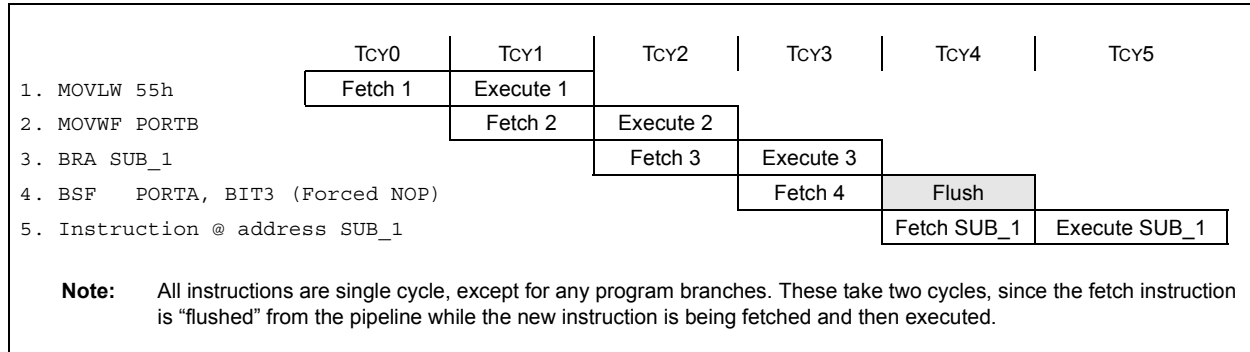 TCY0 TCY1 TCY2 TCY3 TCY4 TCY5
1. MOVLW 55h Fetch 1 Execute 1
2. MOVWF PORTB Fetch 2 Execute 2
3. BRA SUB_1 Fetch 3 Execute 3
4. BSF PORTA, BIT3 (Forced NOP) Fetch 4 Flush
5. Instruction @ address SUB_1 Fetch SUB_1 Execute SUB_1
Note: All instructions are single cycle, except for any program branches. These take two cycles, since the fetch instruction
is “flushed” from the pipeline while the new instruction is being fetched and then executed.